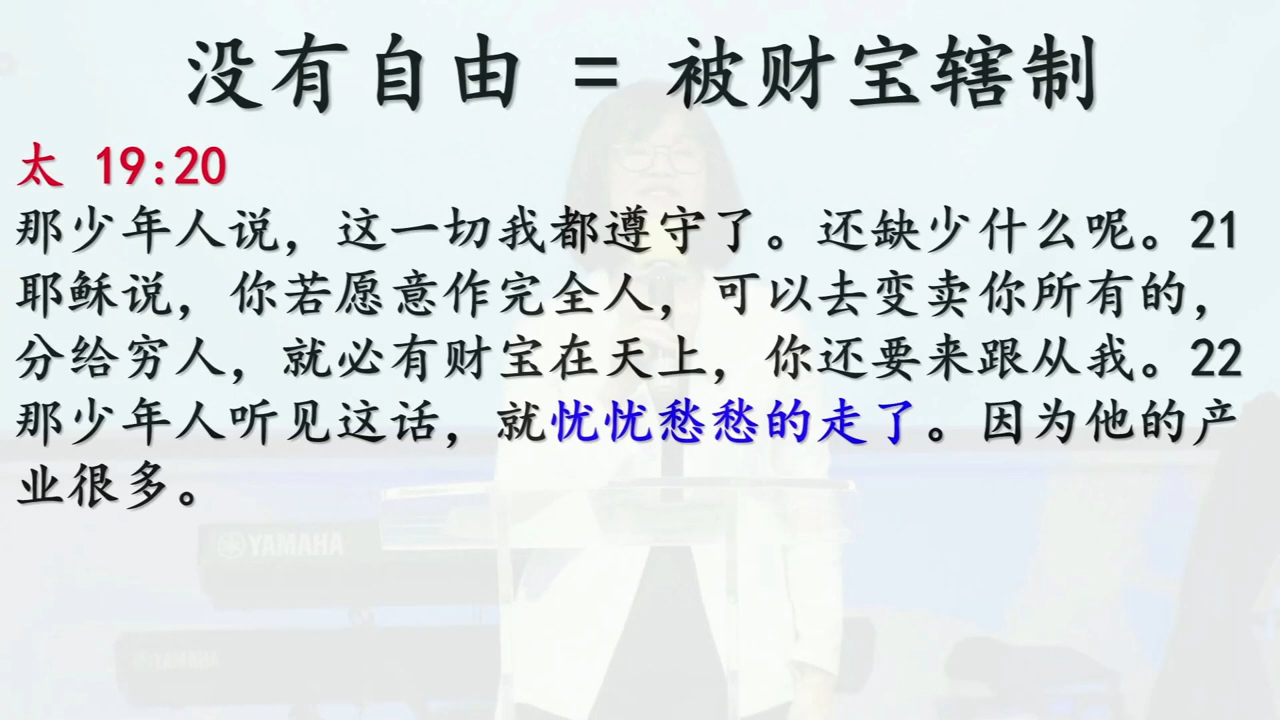 没有自由 = 被财宝辖制
太 19:20
那少年人说，这一切我都遵守了。还缺少什么呢。21
耶稣说，你若愿意作完全人，可以去变卖你所有的，
分给穷人，就必有财宝在天上，你还要来跟从我。22
那少年人听见这话，就忧忧愁愁的走了。因为他的产
业很多。
YAMAHA
YAMAHA